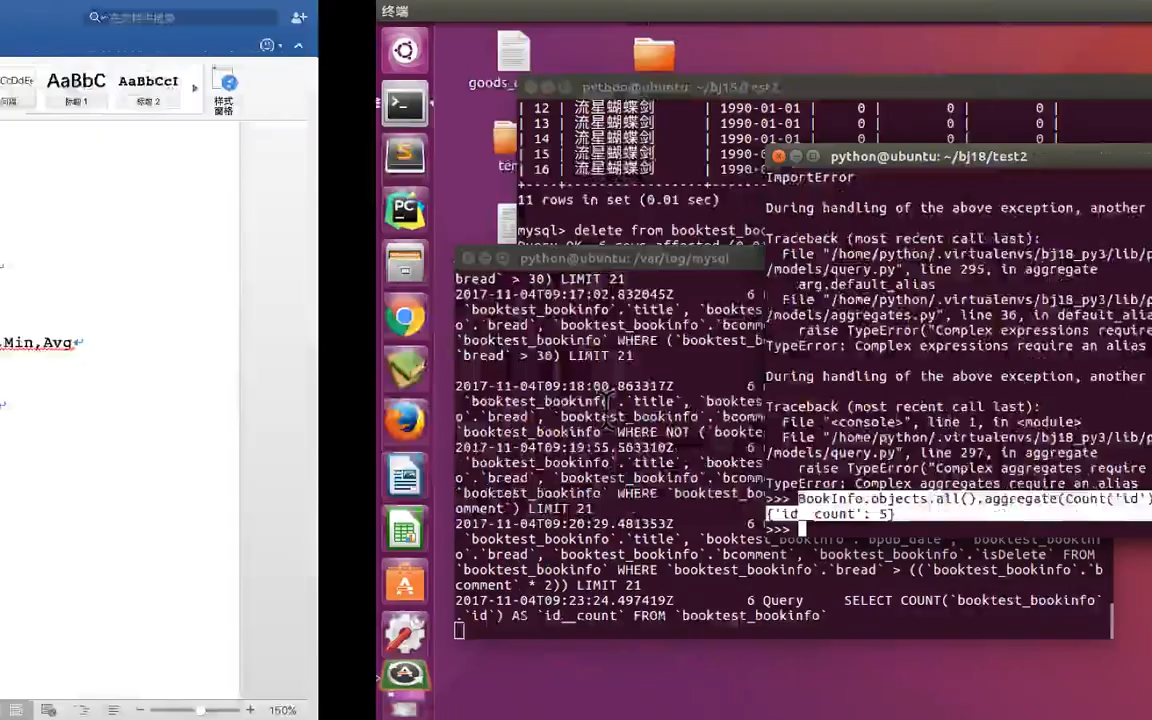 在文档中搜索
AaBbC
AaBbCcI
标题 1
标题 2
样式
窗格
.Min,Avg
150%
终端
python@ubuntu: ~/bj18/test2
| 12 | 流星蝴蝶剑 | 1990-01-01 | 0 | 0 | 0 |
| 13 | 流星蝴蝶剑 | 1990-01-01 | 0 | 0 | 0 |
| 14 | 流星蝴蝶剑 | 1990-01-01 | 0 | 0 | 0 |
| 15 | 流星蝴蝶剑 | 1990-0
| 16 | 流星蝴蝶剑 | 1990-
11 rows in set (0.01 sec)
mysql> delete from booktest_boo
python@ubuntu: /var/log/mysql
bread` > 30) LIMIT 21
2017-11-04T09:17:02.832045Z 6
`booktest_bookinfo`.`title`, `booktest_
o`.`bread`, `booktest_bookinfo`.`bcomm
booktest_bookinfo` WHERE (`booktest_b
`bread` > 30) LIMIT 21
2017-11-04T09:18:00.863317Z 6
`booktest_bookinfo`.`title`, `booktest_
o`.`bread`, `booktest_bookinfo`.`bcomm
booktest_bookinfo` WHERE NOT (`bookte
2017-11-04T09:19:55.563310Z 6
`booktest_bookinfo`.`title`, `booktest_
o`.`bread`, `booktest_bookinfo`.`bcomm
booktest_bookinfo` WHERE `booktest_
omment`) LIMIT 21
2017-11-04T09:20:29.481353Z 6
`booktest_bookinfo`.`title`, `booktest_bookinfo`.`bpub_date`, `booktest_bookinf
o`.`bread`, `booktest_bookinfo`.`bcomment`, `booktest_bookinfo`.`isDelete` FROM
`booktest_bookinfo` WHERE `booktest_bookinfo`.`bread` > ((`booktest_bookinfo`.`b
comment` * 2)) LIMIT 21
2017-11-04T09:23:24.497419Z 6 Query SELECT COUNT(`booktest_bookinfo`
.`id`) AS `id__count` FROM `booktest_bookinfo`
python@ubuntu: ~/bj18/test2
ImportError
During handling of the above exception, another
Traceback (most recent call last):
File "/home/python/.virtualenvs/bj18_py3/lib/p
/models/query.py", line 295, in aggregate
arg.default_alias
File "/home/python/.virtualenvs/bj18_py3/lib/p
/models/aggregates.py", line 36, in default_alia
raise TypeError("Complex expressions require
TypeError: Complex expressions require an alias
During handling of the above exception, another
Traceback (most recent call last):
File "<console>", line 1, in <module>
File "/home/python/.virtualenvs/bj18_py3/lib/p
/models/query.py", line 297, in aggregate
raise TypeError("Complex aggregates require
TypeError: Complex aggregates require an alias
>>> BookInfo.objects.all().aggregate(Count('id')
{'id__count': 5}
>>>